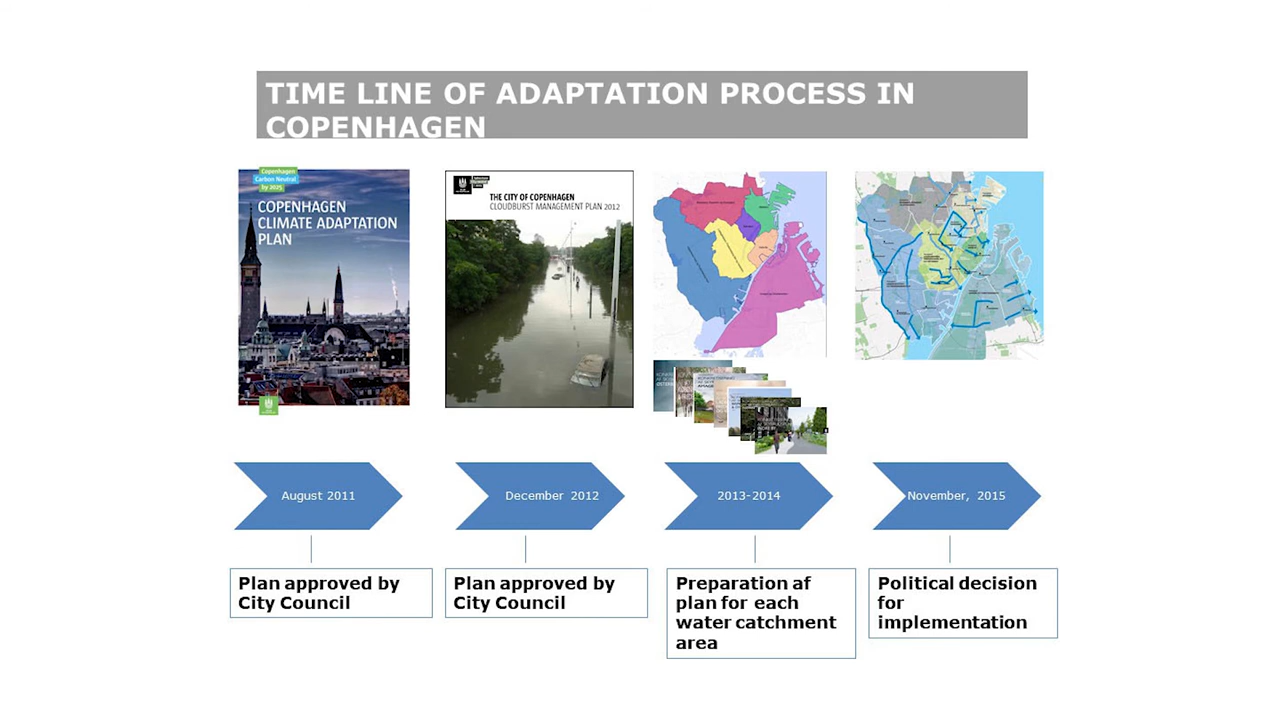 TIME LINE OF ADAPTATION PROCESS IN
COPENHAGEN
Copenhagen
Carbon Neutral
by 2025
COPENHAGEN
CLIMATE ADAPTATION
PLAN
THE CITY OF COPENHAGEN
CLOUDBURST MANAGEMENT PLAN 2012
August 2011
December 2012
2013-2014
November, 2015
Plan approved by
City Council
Plan approved by
City Council
Preparation af
plan for each
water catchment
area
Political decision
for
implementation